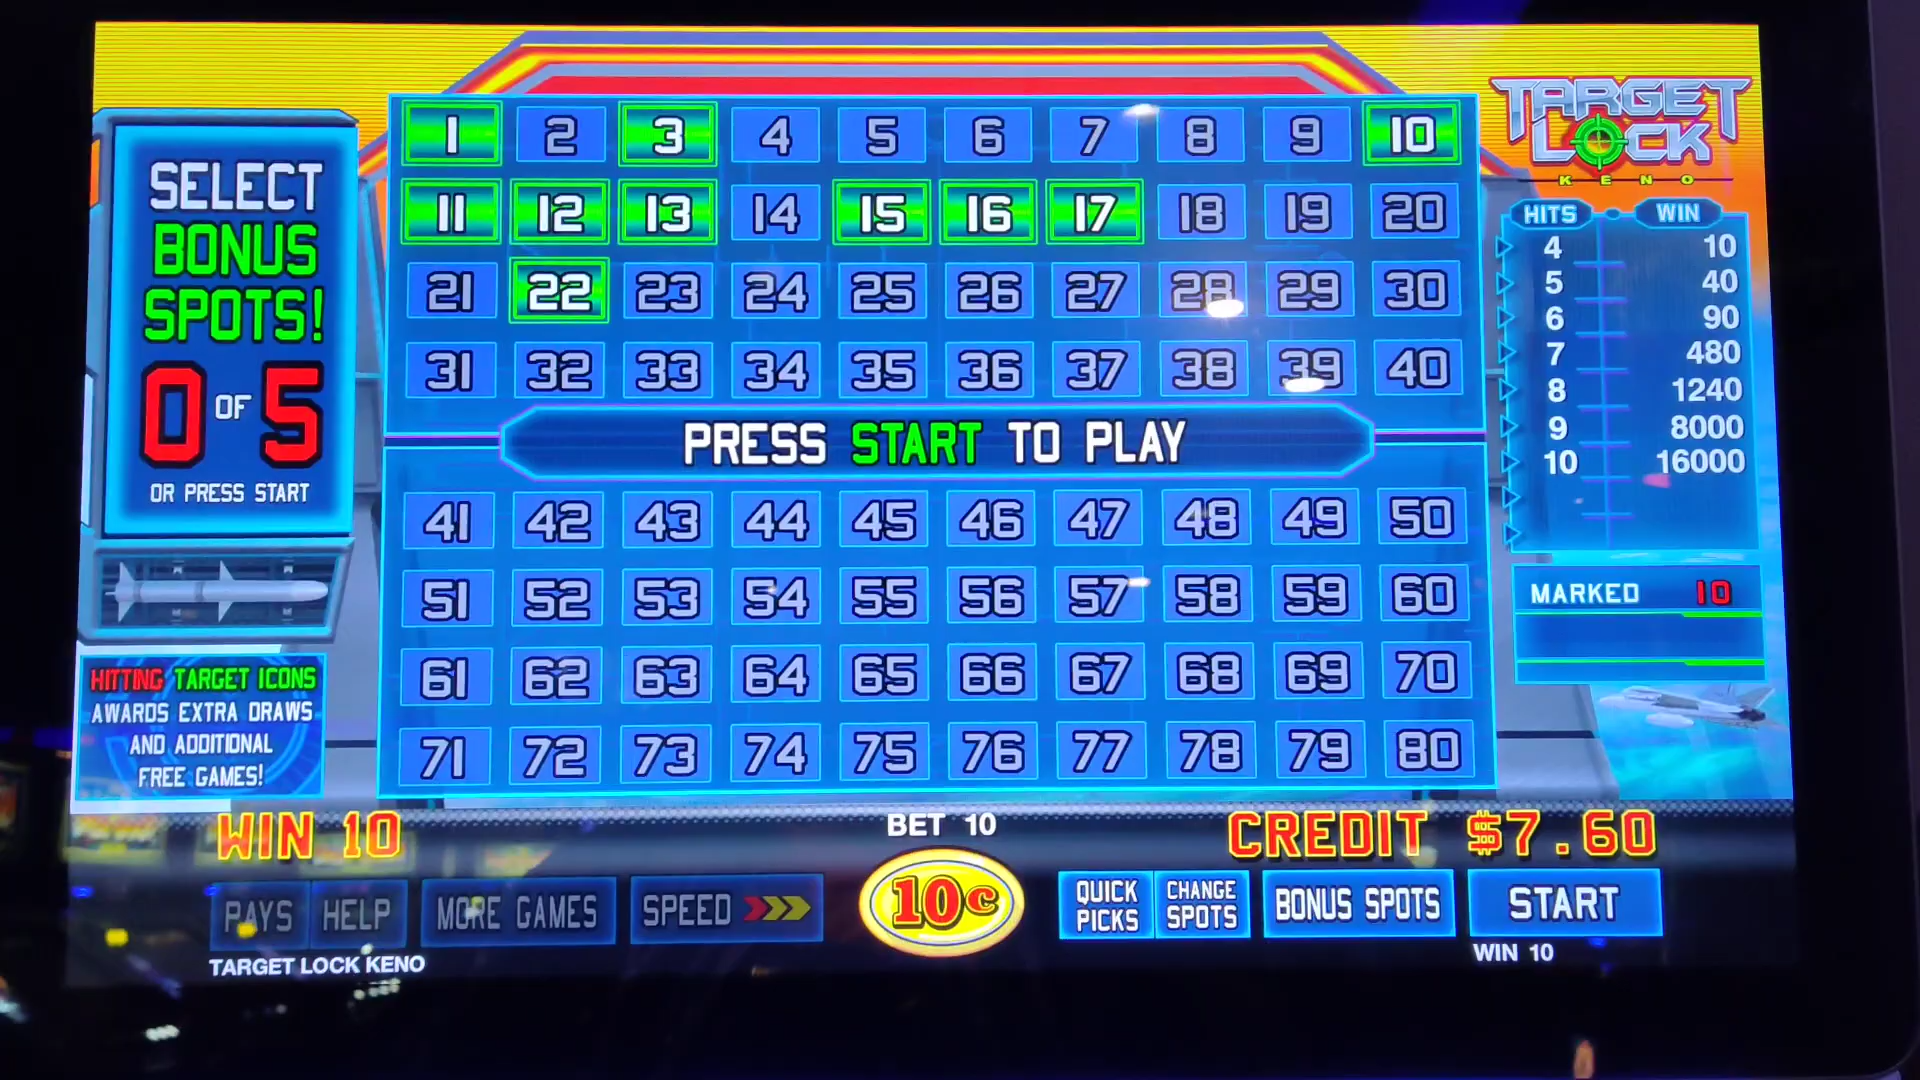 TARGET
LOCK
KENO
SELECT
BONUS
SPOTS!
0 OF 5
OR PRESS START
HITTING TARGET ICONS
AWARDS EXTRA DRAWS
AND ADDITIONAL
FREE GAMES!
1 2 3 4 5 6 7 8 9 10
11 12 13 14 15 16 17 18 19 20
21 22 23 24 25 26 27 28 29 30
31 32 33 34 35 36 37 38 39 40
PRESS START TO PLAY
41 42 43 44 45 46 47 48 49 50
51 52 53 54 55 56 57 58 59 60
61 62 63 64 65 66 67 68 69 70
71 72 73 74 75 76 77 78 79 80
HITS WIN
4 10
5 40
6 90
7 480
8 1240
9 8000
10 16000
MARKED 10
WIN 10
BET 10
CREDIT $7.60
PAYS
HELP
MORE GAMES
SPEED
10¢
QUICK
PICKS
CHANGE
SPOTS
BONUS SPOTS
START
TARGET LOCK KENO
WIN 10